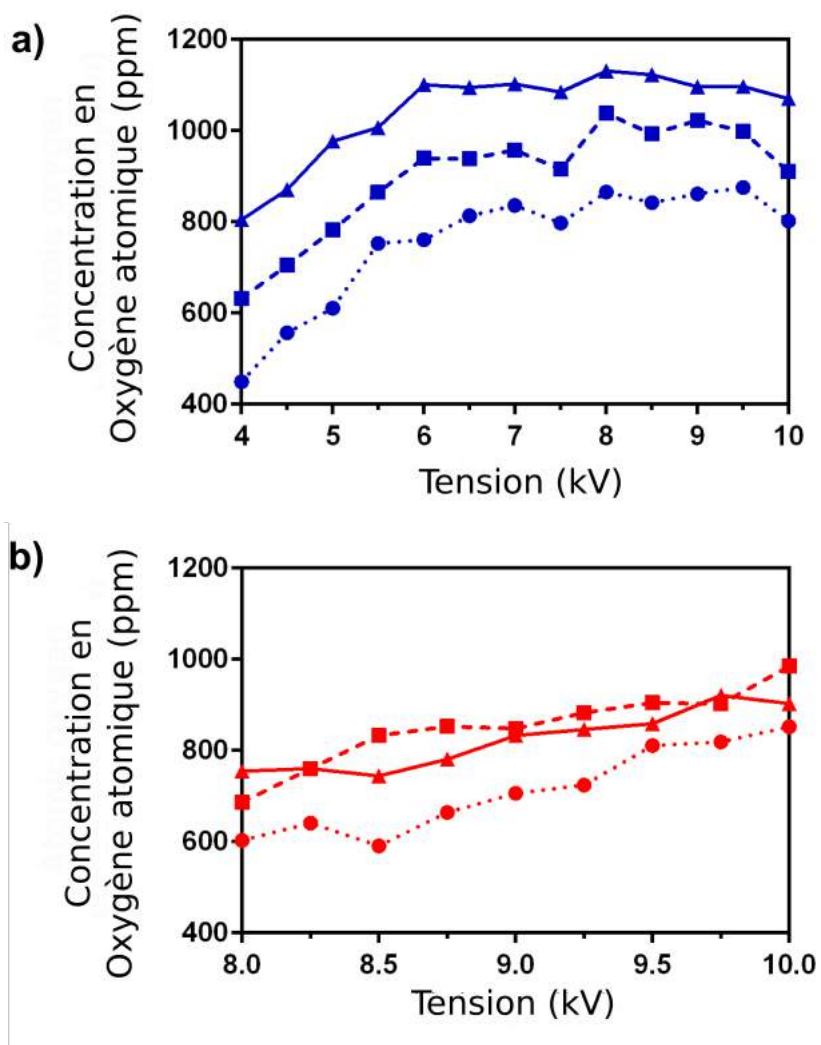 a)
Concentration en
Oxygène atomique (ppm)
1200
1000
800
600
400
4
5
6
7
8
9
10
Tension (kV)
b)
Concentration en
Oxygène atomique (ppm)
1200
1000
800
600
400
8.0
8.5
9.0
9.5
10.0
Tension (kV)